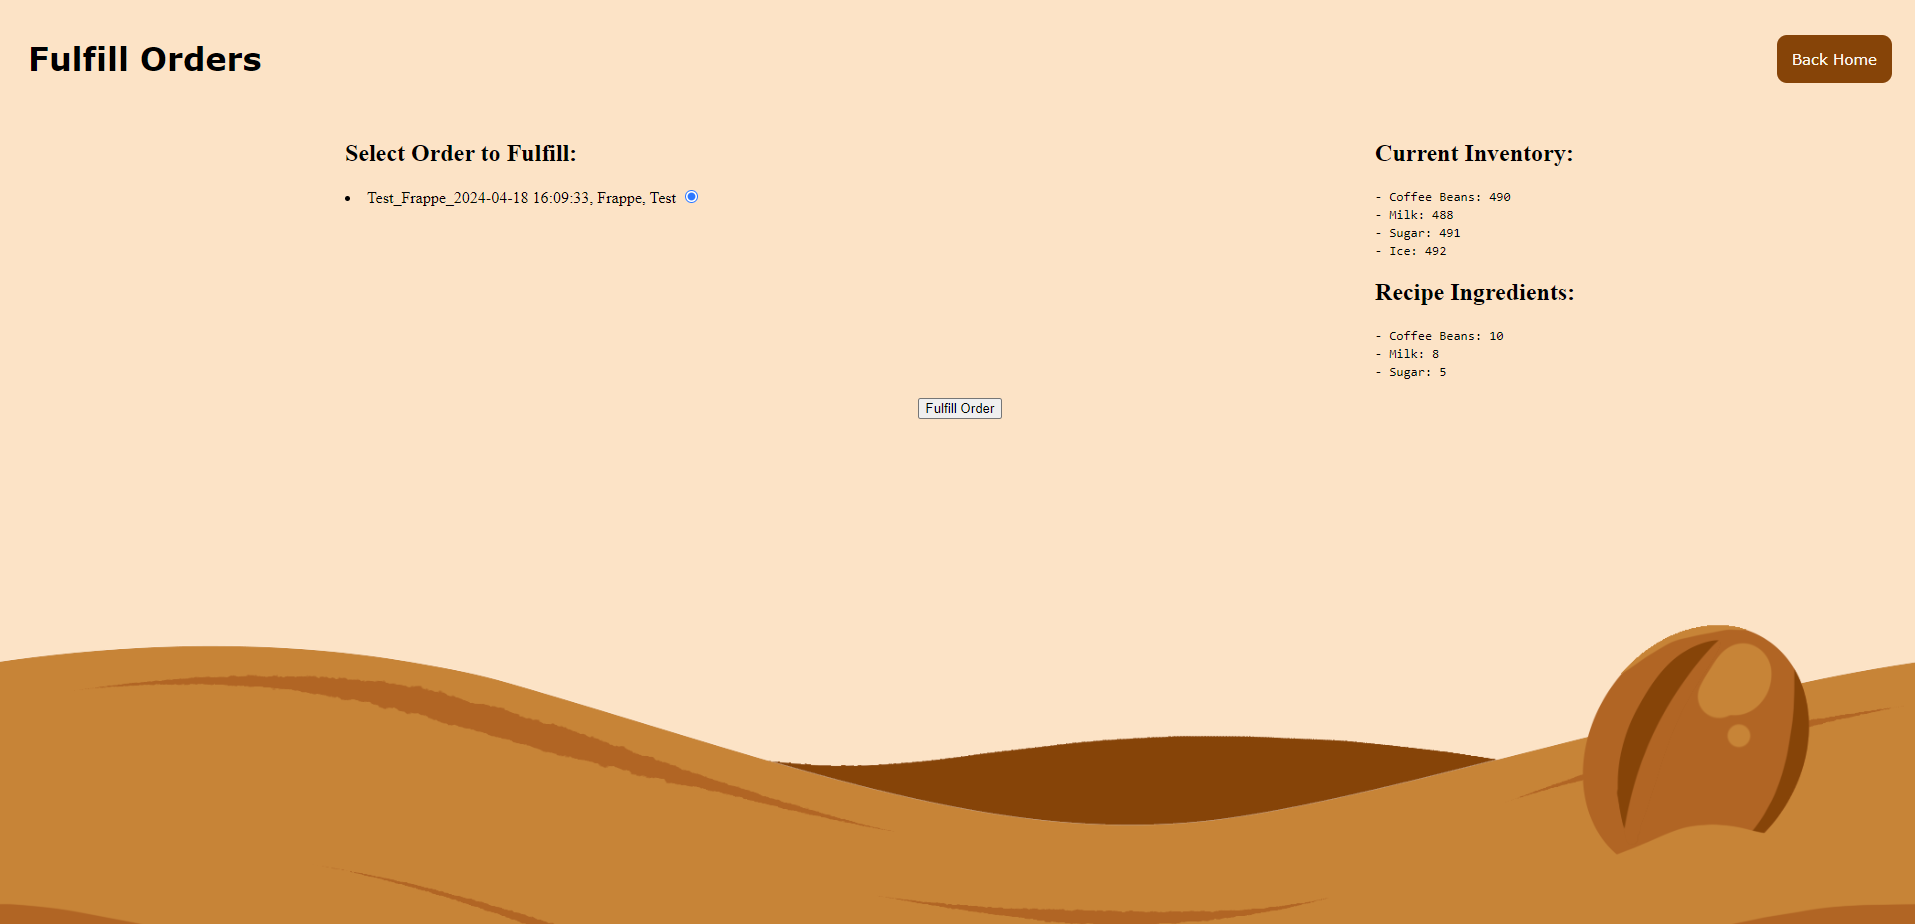 Fulfill Orders
Back Home
Select Order to Fulfill:
• Test_Frappe_2024-04-18 16:09:33, Frappe, Test
Current Inventory:
- Coffee Beans: 490
- Milk: 488
- Sugar: 491
- Ice: 492
Recipe Ingredients:
- Coffee Beans: 10
- Milk: 8
- Sugar: 5
Fulfill Order